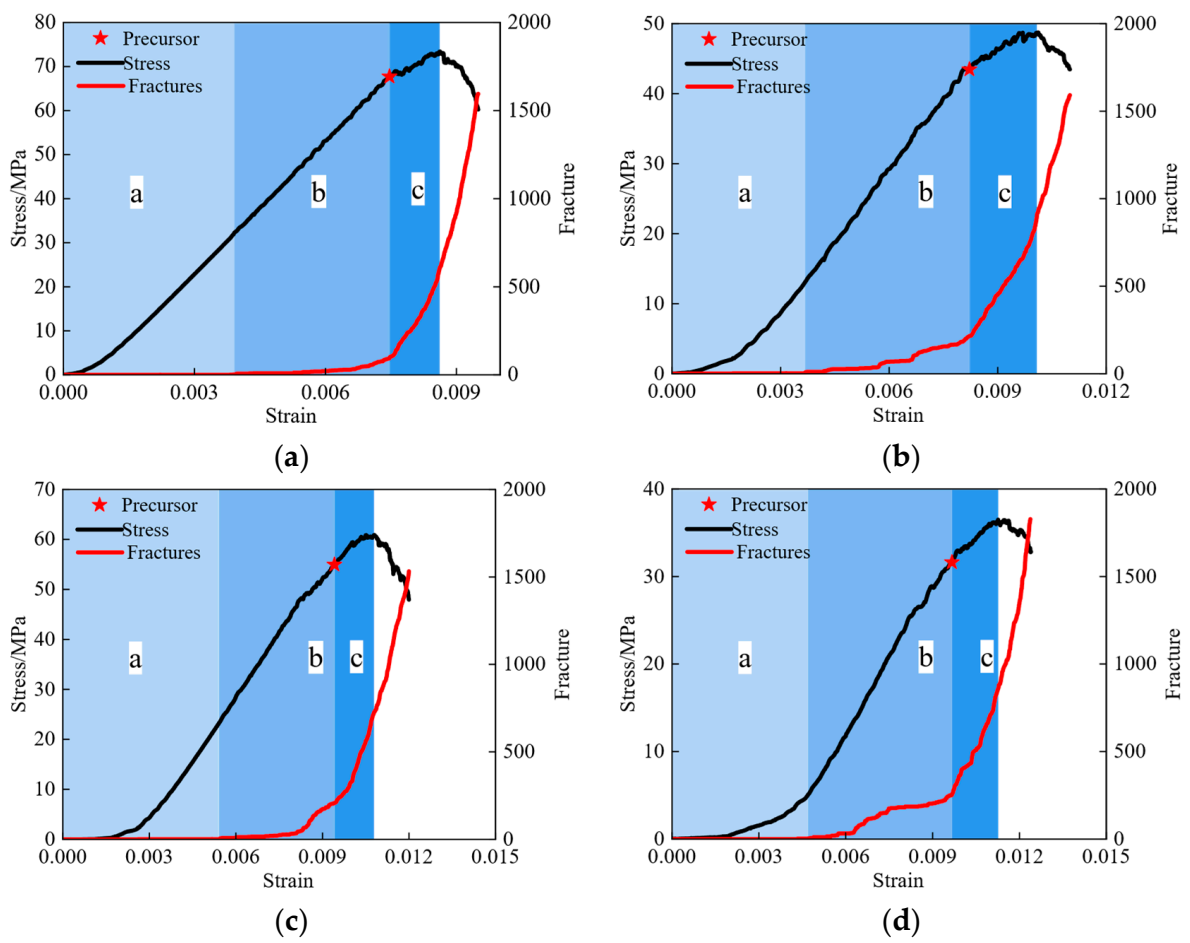 80
70
60
50
40
30
20
10
0
Stress/MPa
2000
1500
1000
500
0
Fracture
Precursor
Stress
Fractures
a
b
c
0.000
0.003
0.006
0.009
Strain
(a)
50
40
30
20
10
0
Stress/MPa
2000
1500
1000
500
0
Fracture
Precursor
Stress
Fractures
a
b
c
0.000
0.003
0.006
0.009
0.012
Strain
(b)
70
60
50
40
30
20
10
0
Stress/MPa
2000
1500
1000
500
0
Fracture
Precursor
Stress
Fractures
a
b
c
0.000
0.003
0.006
0.009
0.012
0.015
Strain
(c)
40
30
20
10
0
Stress/MPa
2000
1500
1000
500
0
Fracture
Precursor
Stress
Fractures
a
b
c
0.000
0.003
0.006
0.009
0.012
0.015
Strain
(d)